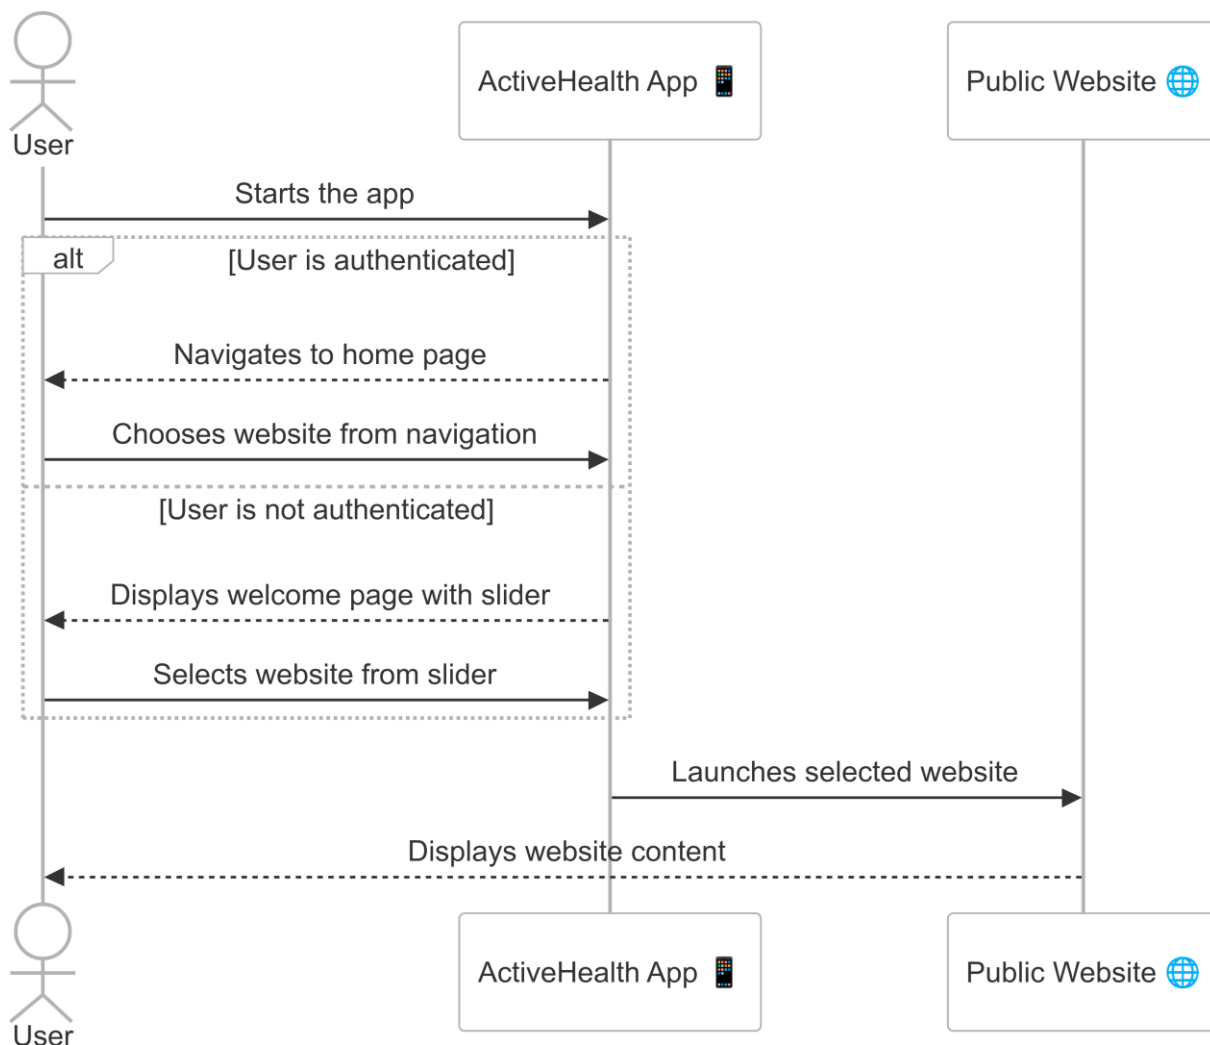 User
ActiveHealth App 📱
Public Website 🌐
Starts the app
alt
[User is authenticated]
Navigates to home page
Chooses website from navigation
[User is not authenticated]
Displays welcome page with slider
Selects website from slider
Launches selected website
Displays website content
User
ActiveHealth App 📱
Public Website 🌐